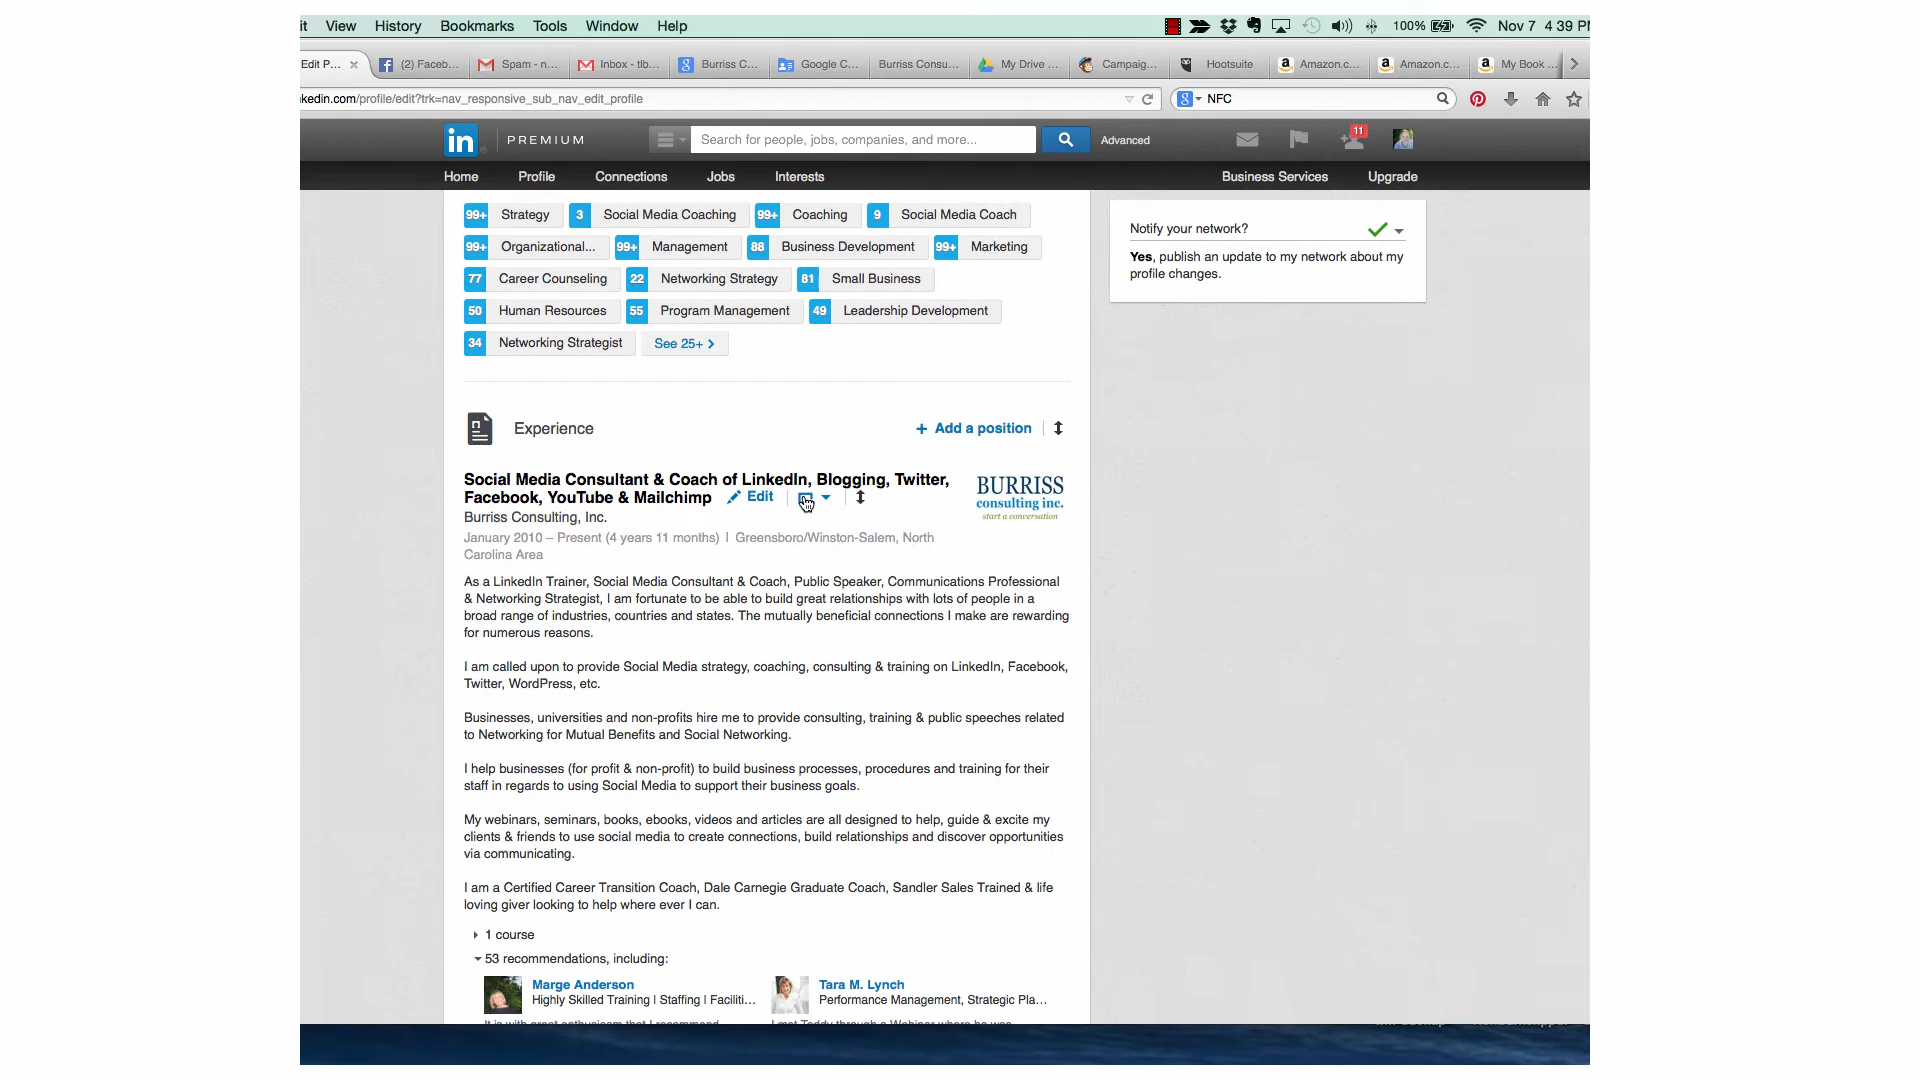 it View History Bookmarks Tools Window Help 100% Nov 7 4:39 PM
Edit P... (2) Faceb... Spam - n... Inbox - tlb... Burriss C... Google C... Burriss Consu... My Drive ... Campaig... Hootsuite Amazon.c... Amazon.c... My Book ...
kedin.com/profile/edit?trk=nav_responsive_sub_nav_edit_profile NFC
in PREMIUM Search for people, jobs, companies, and more... Advanced 11
Home Profile Connections Jobs Interests Business Services Upgrade
99+ Strategy 3 Social Media Coaching 99+ Coaching 9 Social Media Coach
99+ Organizational... 99+ Management 88 Business Development 99+ Marketing
77 Career Counseling 22 Networking Strategy 81 Small Business
50 Human Resources 55 Program Management 49 Leadership Development
34 Networking Strategist See 25+
Notify your network?
Yes, publish an update to my network about my
profile changes.
Experience + Add a position
Social Media Consultant & Coach of LinkedIn, Blogging, Twitter,
Facebook, YouTube & Mailchimp Edit
BURRISS
consulting inc.
start a conversation
Burriss Consulting, Inc.
January 2010 – Present (4 years 11 months) | Greensboro/Winston-Salem, North
Carolina Area
As a LinkedIn Trainer, Social Media Consultant & Coach, Public Speaker, Communications Professional
& Networking Strategist, I am fortunate to be able to build great relationships with lots of people in a
broad range of industries, countries and states. The mutually beneficial connections I make are rewarding
for numerous reasons.
I am called upon to provide Social Media strategy, coaching, consulting & training on LinkedIn, Facebook,
Twitter, WordPress, etc.
Businesses, universities and non-profits hire me to provide consulting, training & public speeches related
to Networking for Mutual Benefits and Social Networking.
I help businesses (for profit & non-profit) to build business processes, procedures and training for their
staff in regards to using Social Media to support their business goals.
My webinars, seminars, books, ebooks, videos and articles are all designed to help, guide & excite my
clients & friends to use social media to create connections, build relationships and discover opportunities
via communicating.
I am a Certified Career Transition Coach, Dale Carnegie Graduate Coach, Sandler Sales Trained & life
loving giver looking to help where ever I can.
1 course
53 recommendations, including:
Marge Anderson
Highly Skilled Training | Staffing | Faciliti...
It is with great enthusiasm that I recommend
Tara M. Lynch
Performance Management, Strategic Pla...
I met Teddy through a Webinar where he was